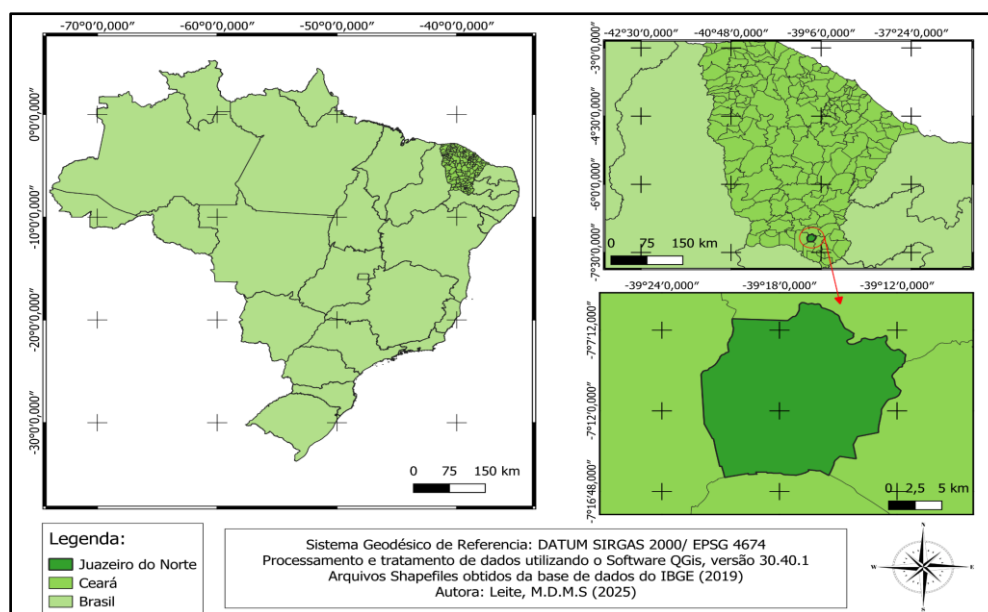 -70°0'0,000″ -60°0'0,000″ -50°0'0,000″ -40°0'0,000″
0°0'0,000″
-10°0'0,000″
-20°0'0,000″
-30°0'0,000″
0 75 150 km
-42°30'0,000″ -40°48'0,000″ -39°6'0,000″ -37°24'0,000″
-3°0'0,000″
-4°30'0,000″
-6°0'0,000″
-7°30'0,000″
0 75 150 km
-39°24'0,000″ -39°18'0,000″ -39°12'0,000″
-7°7'12,000″
-7°12'0,000″
-7°16'48,000″
0 2,5 5 km
Legenda:
Juazeiro do Norte
Ceará
Brasil
Sistema Geodésico de Referencia: DATUM SIRGAS 2000/ EPSG 4674
Processamento e tratamento de dados utilizando o Software QGis, versão 30.40.1
Arquivos Shapefiles obtidos da base de dados do IBGE (2019)
Autora: Leite, M.D.M.S (2025)
N
W E
S